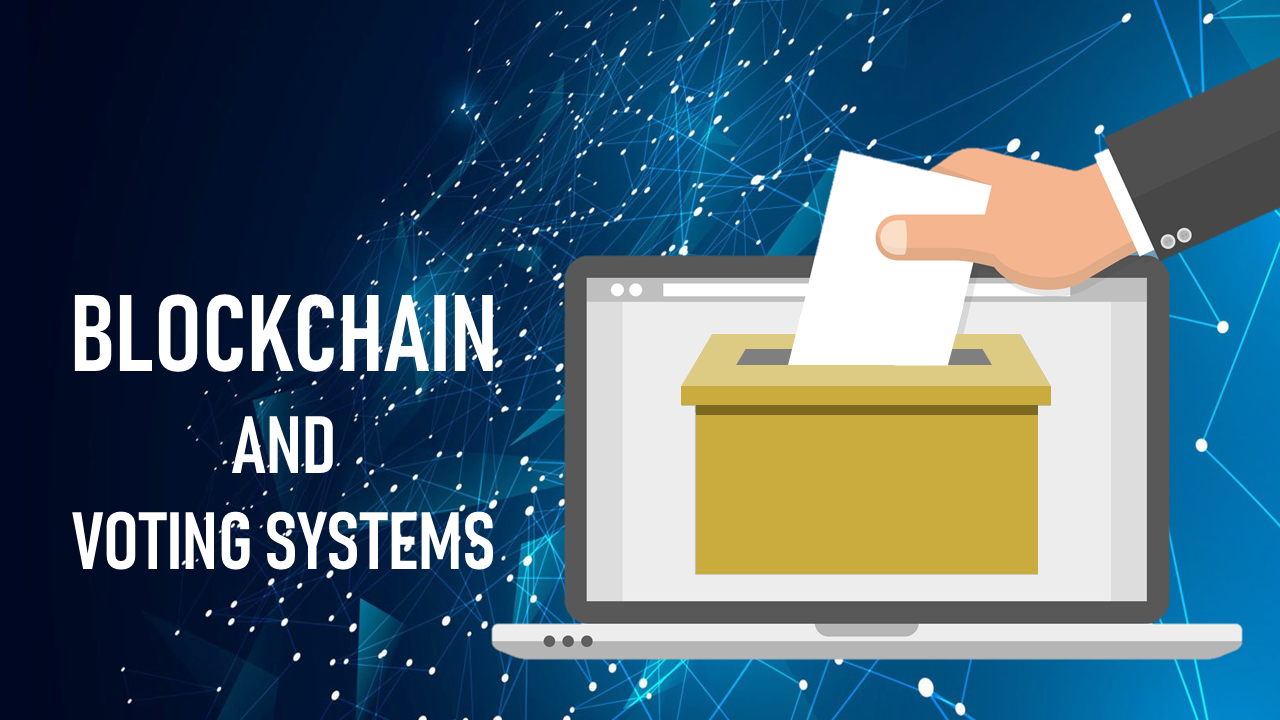 BLOCKCHAIN
AND
VOTING SYSTEMS